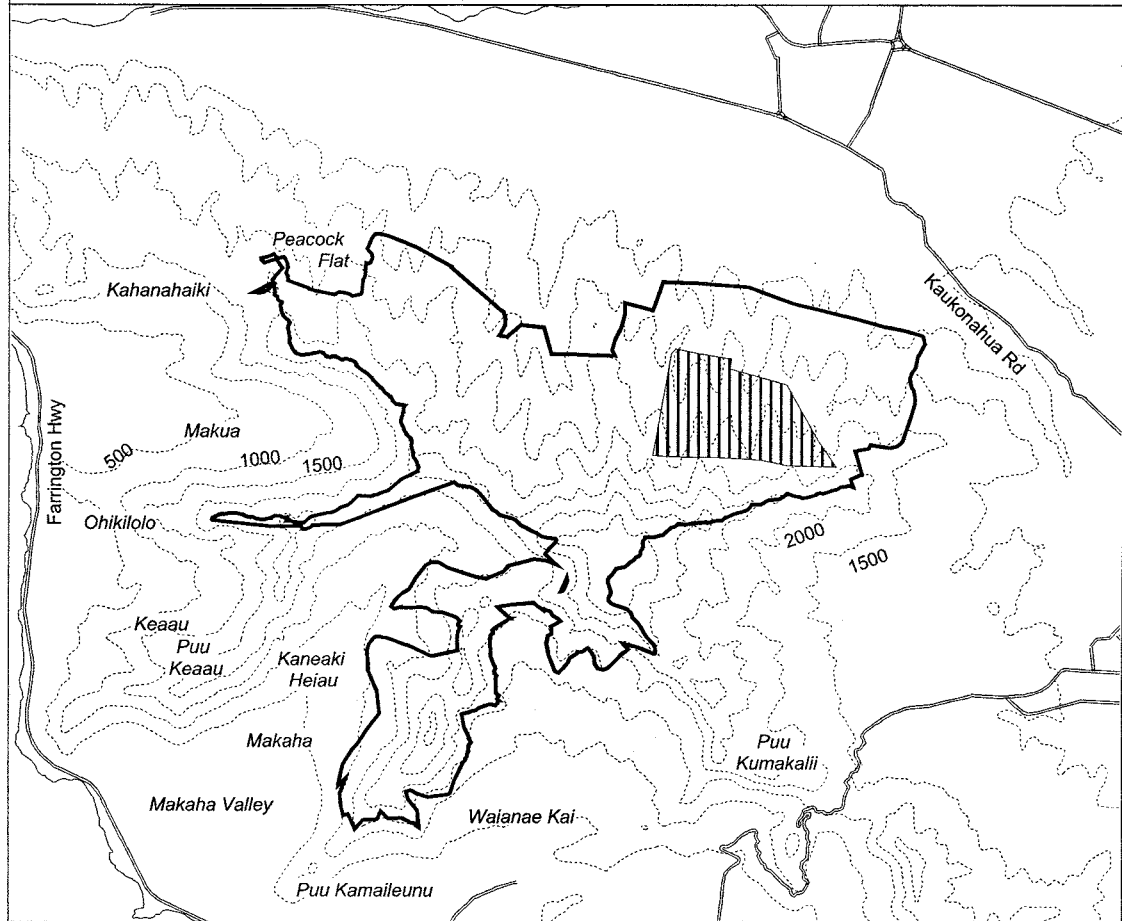 Peacock
Flat
Kahanahaiki
Kaukonahua Rd
Farrington Hwy
Makua
500
1000
1500
Ohikilolo
2000
1500
Keaau
Puu
Keaau
Kaneaki
Heiau
Makaha
Puu
Kumakalii
Makaha Valley
Waianae Kai
Puu Kamaileunu